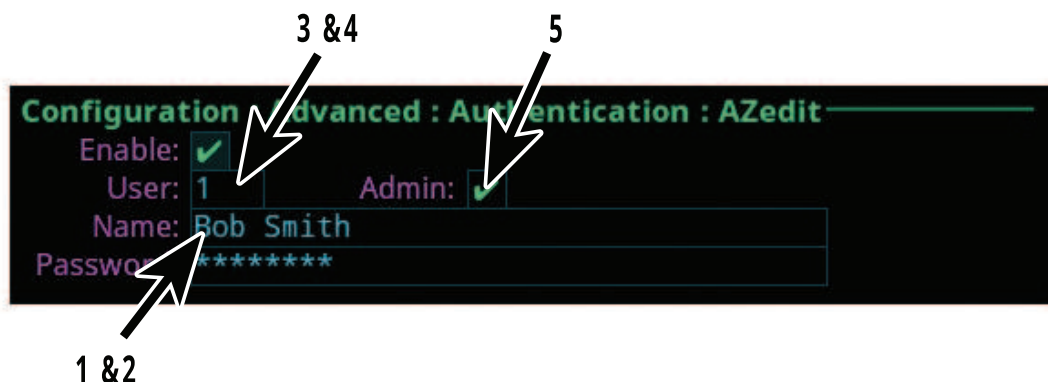 3 &4 5
Configuration : Advanced : Authentication : AZedit
Enable: ✔
User: 1 Admin: ✔
Name: Bob Smith
Password: ********
1 &2